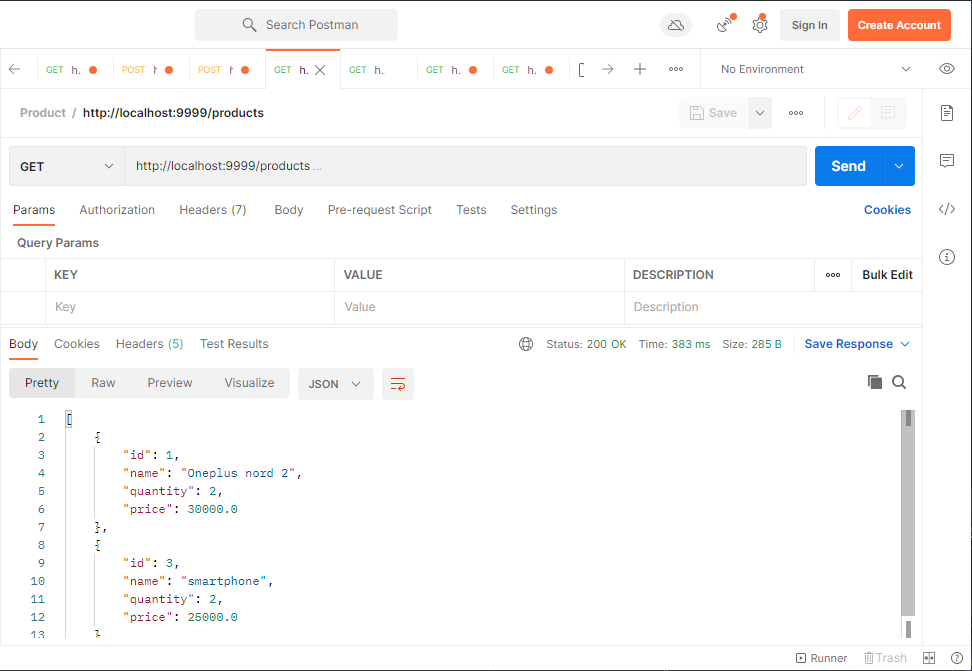 Search Postman
Sign In
Create Account
GET h.
POST h
POST h
GET h.
GET h.
GET h.
GET h.
No Environment
Product / http://localhost:9999/products
Save
GET
http://localhost:9999/products ...
Send
Params Authorization Headers (7) Body Pre-request Script Tests Settings Cookies
Query Params
KEY VALUE DESCRIPTION Bulk Edit
Key Value Description
Body Cookies Headers (5) Test Results Status: 200 OK Time: 383 ms Size: 285 B Save Response
Pretty Raw Preview Visualize JSON
1 [
2 {
3 "id": 1,
4 "name": "Oneplus nord 2",
5 "quantity": 2,
6 "price": 30000.0
7 },
8 {
9 "id": 3,
10 "name": "smartphone",
11 "quantity": 2,
12 "price": 25000.0
13 }
Runner Trash